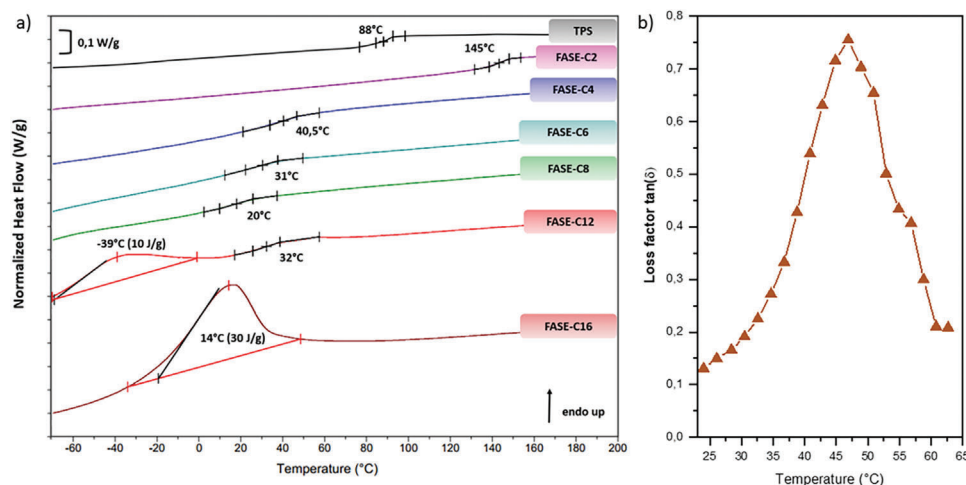 a)
0,1 W/g
88°C
TPS
145°C
FASE-C2
FASE-C4
40,5°C
FASE-C6
31°C
FASE-C8
20°C
FASE-C12
-39°C (10 J/g)
32°C
FASE-C16
14°C (30 J/g)
endo up
Normalized Heat Flow (W/g)
-60 -40 -20 0 20 40 60 80 100 120 140 160 180 200
Temperature (°C)
b)
0,8
0,7
0,6
0,5
0,4
0,3
0,2
0,1
0,0
Loss factor tan(δ)
25 30 35 40 45 50 55 60 65
Temperature (°C)